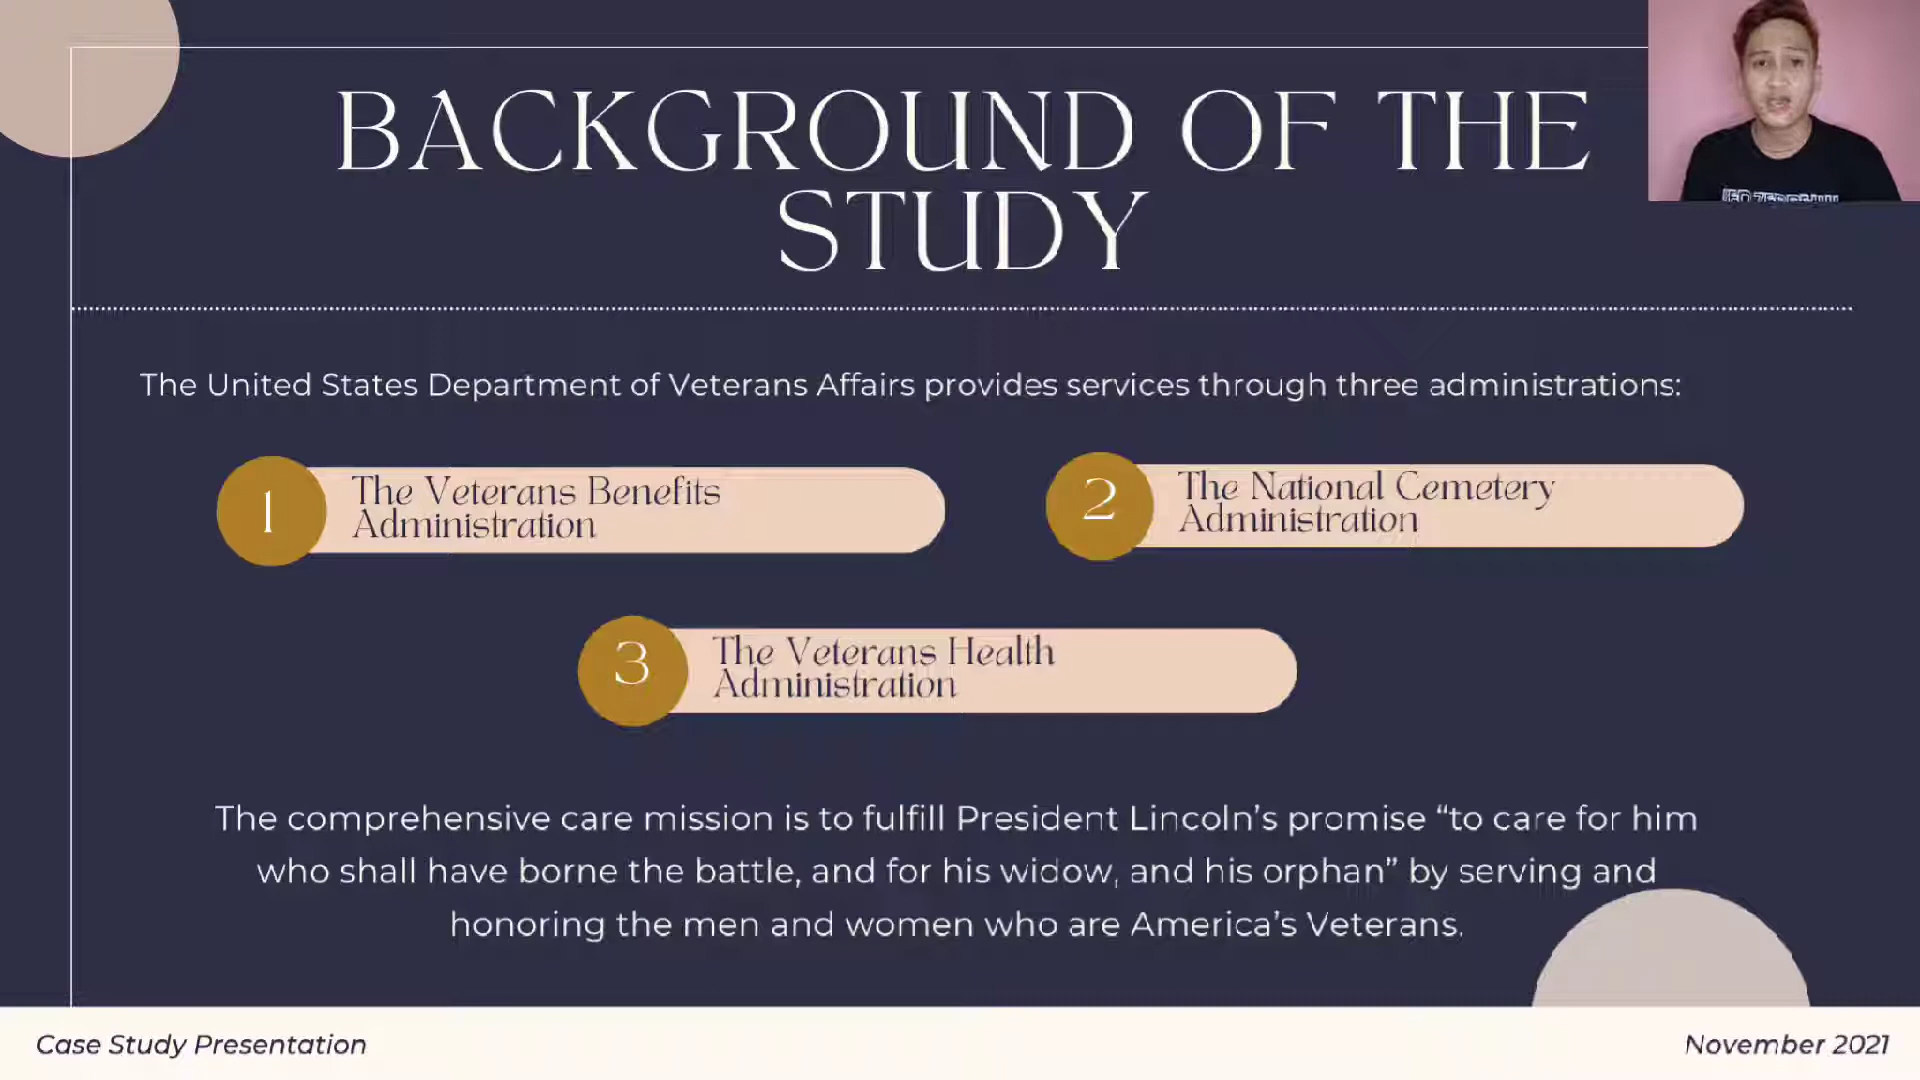 BACKGROUND OF THE
STUDY
The United States Department of Veterans Affairs provides services through three administrations:
1
The Veterans Benefits
Administration
2
The National Cemetery
Administration
3
The Veterans Health
Administration
The comprehensive care mission is to fulfill President Lincoln’s promise “to care for him
who shall have borne the battle, and for his widow, and his orphan” by serving and
honoring the men and women who are America’s Veterans.
Case Study Presentation
November 2021